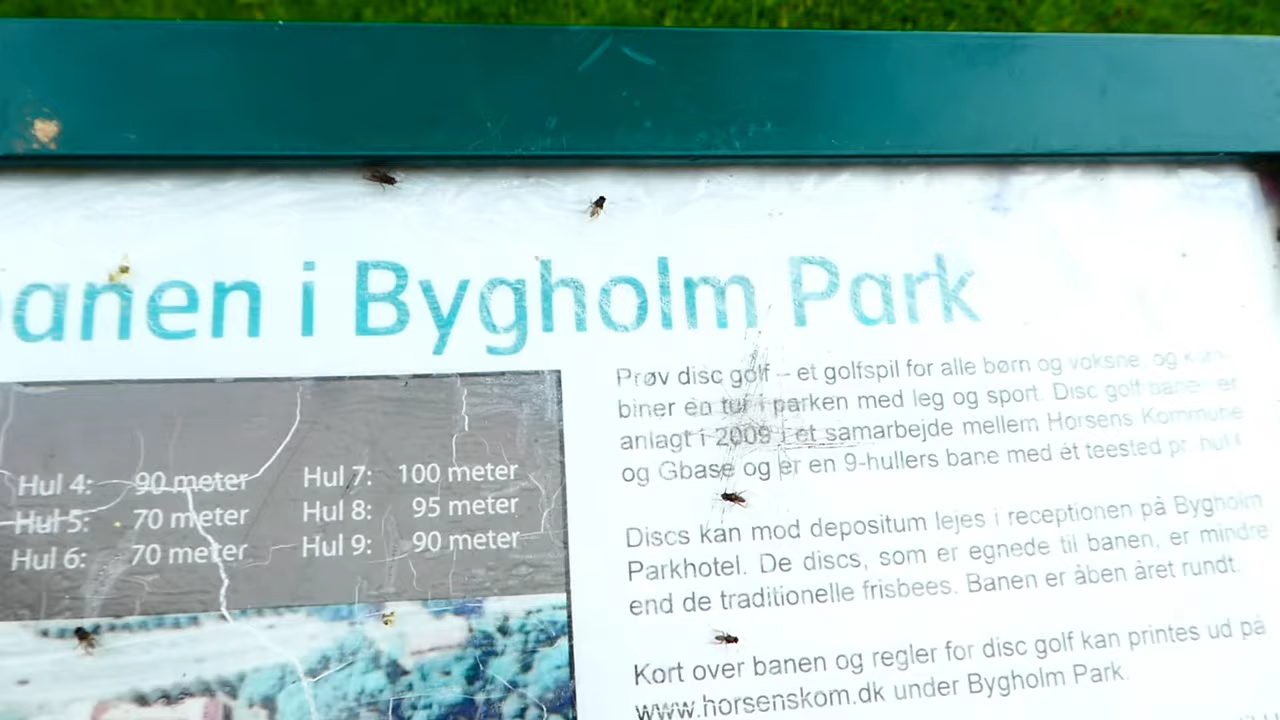 banen i Bygholm Park
Hul 4: 90 meter
Hul 5: 70 meter
Hul 6: 70 meter
Hul 7: 100 meter
Hul 8: 95 meter
Hul 9: 90 meter
Prøv disc golf – et golfspil for alle børn og voksne og kom-
biner en tur i parken med leg og sport. Disc golf banen er
anlagt i 2009 i et samarbejde mellem Horsens Kommune
og Gbase og er en 9-hullers bane med ét teested pr. hul.
Discs kan mod depositum lejes i receptionen på Bygholm
Parkhotel. De discs, som er egnede til banen, er mindre
end de traditionelle frisbees. Banen er åben året rundt.
Kort over banen og regler for disc golf kan printes ud på
www.horsenskom.dk under Bygholm Park.